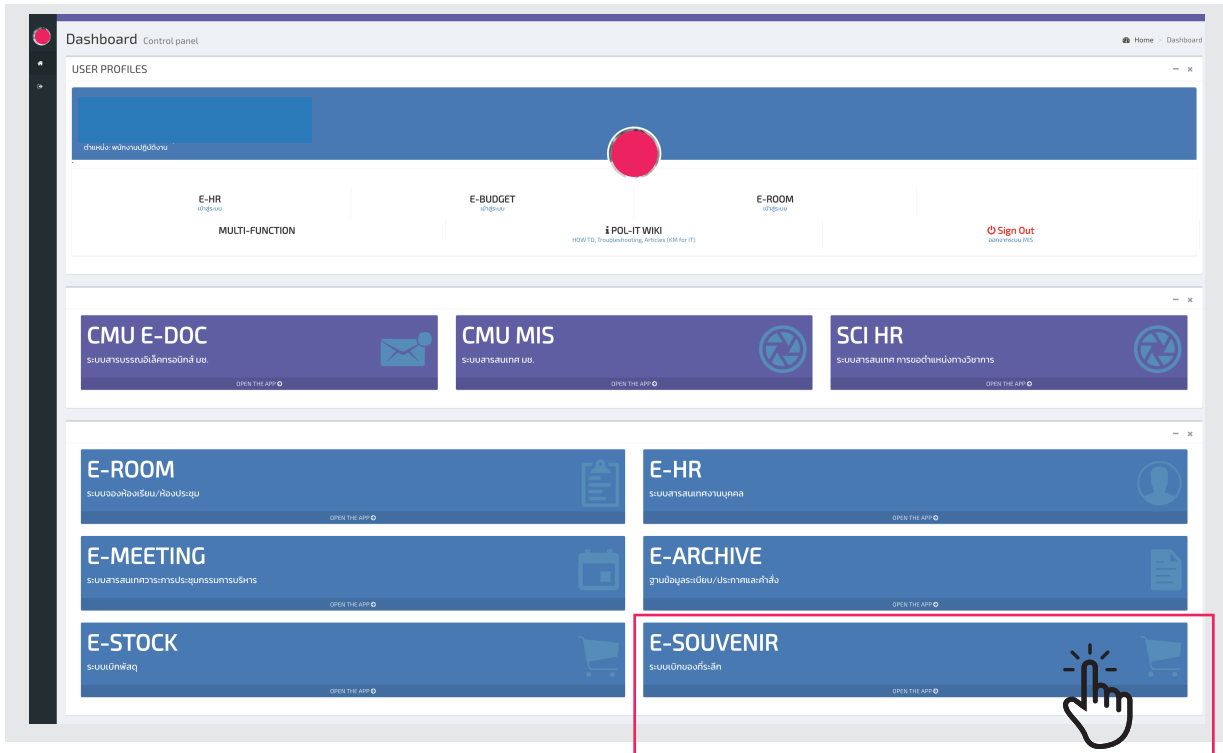 Dashboard Control panel
Home > Dashboard
USER PROFILES
ตำแหน่ง: พนักงานปฏิบัติงาน
E-HR
เข้าสู่ระบบ
E-BUDGET
เข้าสู่ระบบ
E-ROOM
เข้าสู่ระบบ
MULTI-FUNCTION
POL-IT WIKI
HOW TO, Troubleshooting, Articles (KM for IT)
Sign Out
ออกจากระบบ MIS
CMU E-DOC
ระบบสารบรรณอิเล็คทรอนิกส์ มช.
OPEN THE APP
CMU MIS
ระบบสารสนเทศ มช.
OPEN THE APP
SCI HR
ระบบสารสนเทศ การขอตำแหน่งทางวิชาการ
OPEN THE APP
E-ROOM
ระบบจองห้องเรียน/ห้องประชุม
OPEN THE APP
E-HR
ระบบสารสนเทศงานบุคคล
OPEN THE APP
E-MEETING
ระบบสารสนเทศวาระการประชุมกรรมการบริหาร
OPEN THE APP
E-ARCHIVE
ฐานข้อมูลระเบียบ/ประกาศและคำสั่ง
OPEN THE APP
E-STOCK
ระบบเบิกพัสดุ
OPEN THE APP
E-SOUVENIR
ระบบเบิกของที่ระลึก
OPEN THE APP